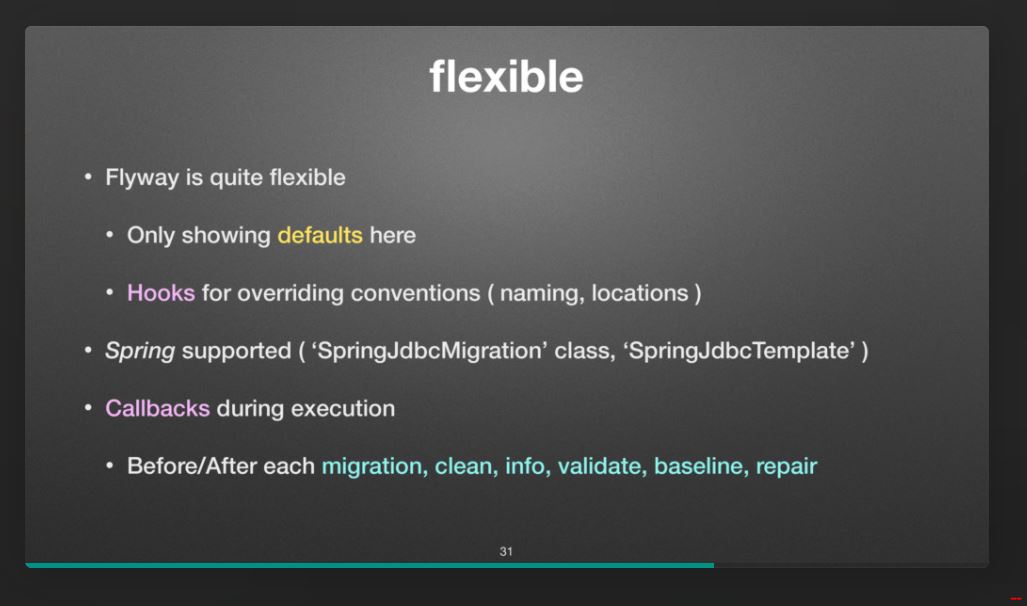 flexible
• Flyway is quite flexible
• Only showing defaults here
• Hooks for overriding conventions ( naming, locations )
• Spring supported ( ‘SpringJdbcMigration’ class, ‘SpringJdbcTemplate’ )
• Callbacks during execution
• Before/After each migration, clean, info, validate, baseline, repair
31